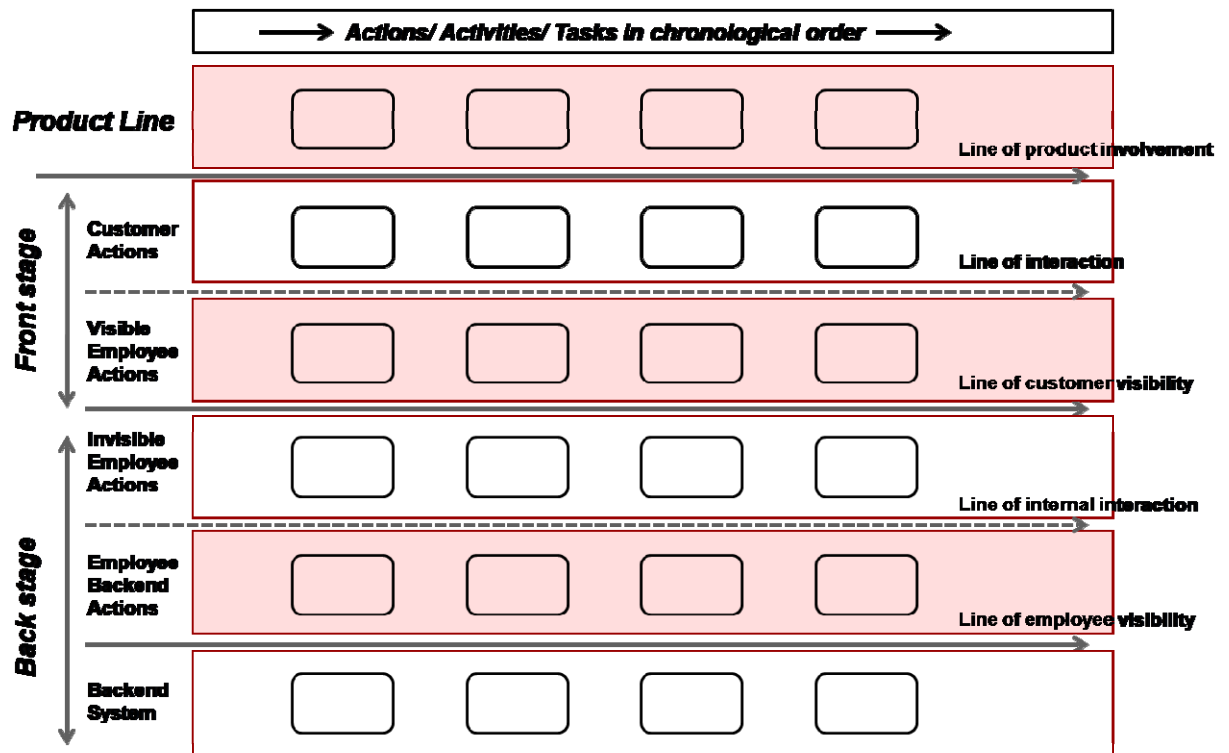 Actions/ Activities/ Tasks in chronological order
Product Line
Line of product involvement
Front stage
Customer
Actions
Line of interaction
Visible
Employee
Actions
Line of customer visibility
Back stage
Invisible
Employee
Actions
Line of internal interaction
Employee
Backend
Actions
Line of employee visibility
Backend
System